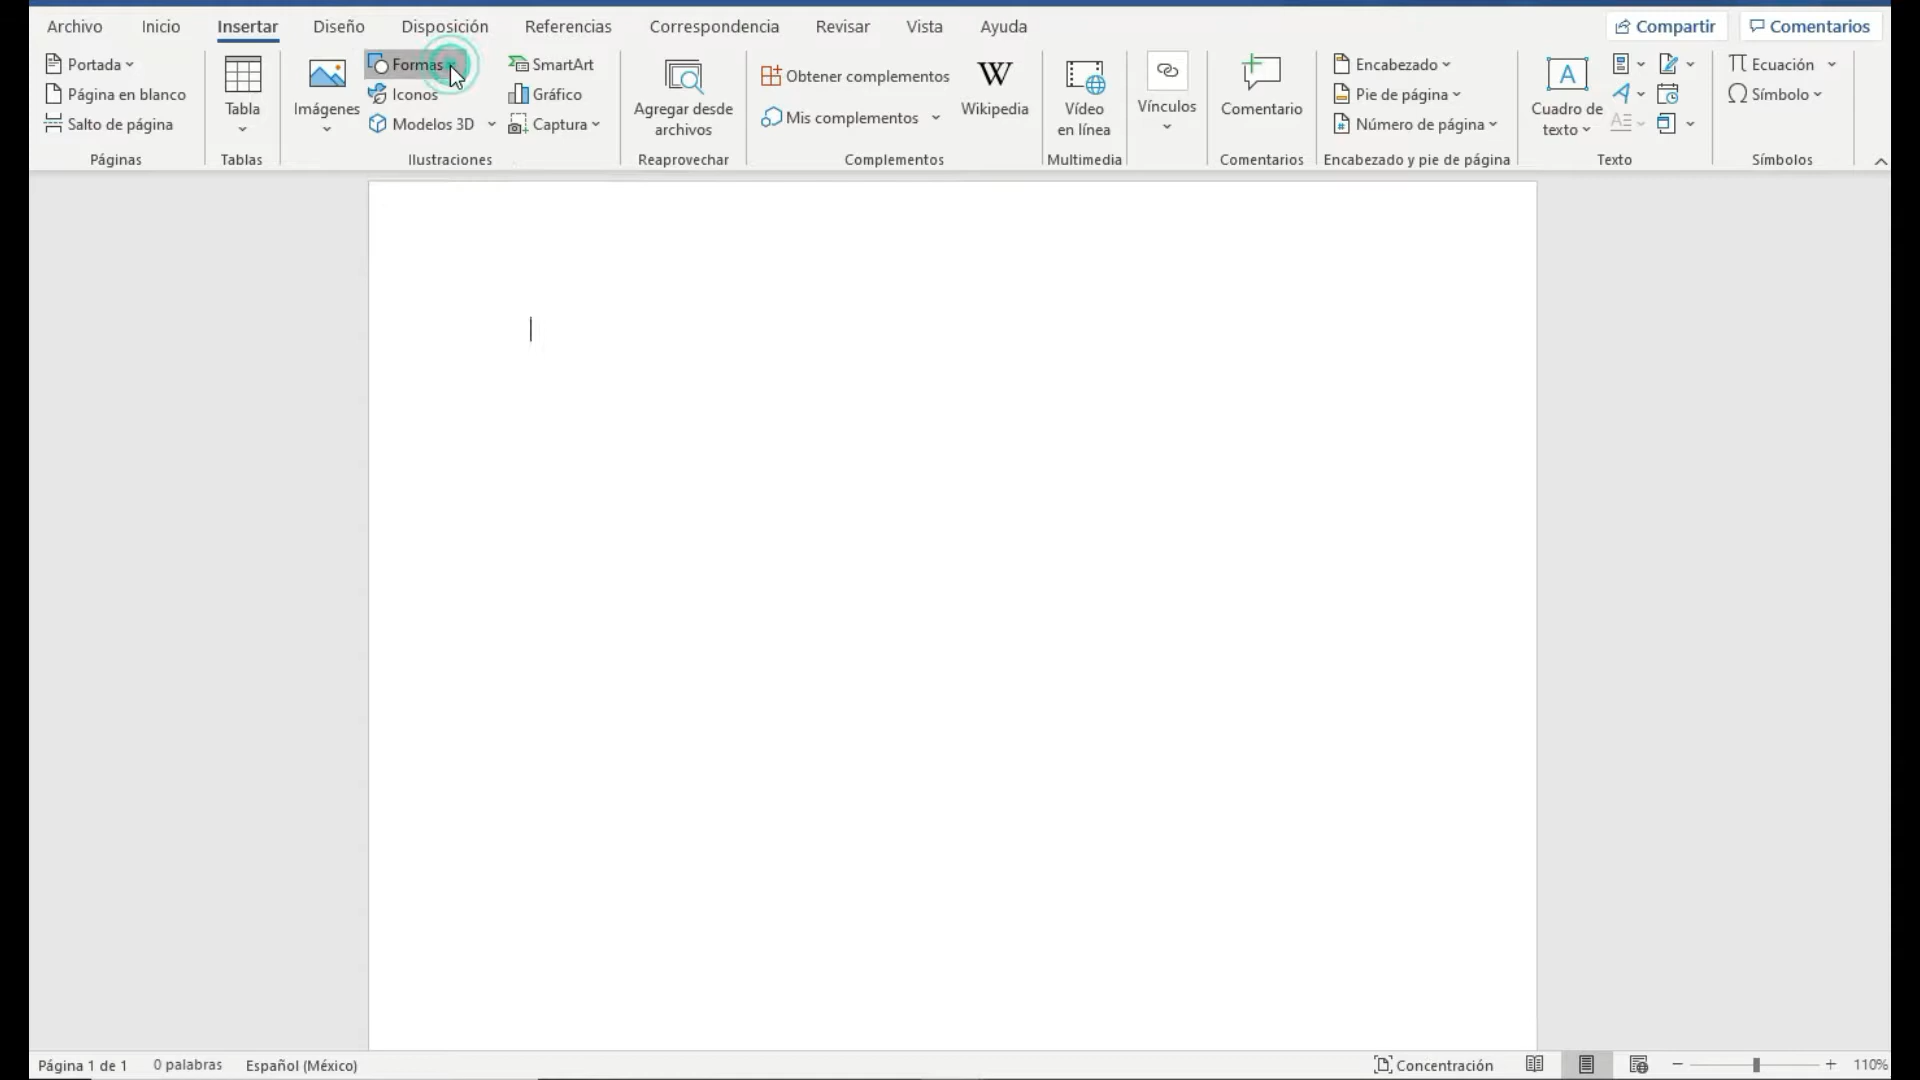 Archivo Inicio Insertar Diseño Disposición Referencias Correspondencia Revisar Vista Ayuda Compartir Comentarios
Portada
Página en blanco
Salto de página
Páginas
Tabla
Tablas
Imágenes
Formas
Iconos
Modelos 3D
SmartArt
Gráfico
Captura
Ilustraciones
Agregar desde
archivos
Reaprovechar
Obtener complementos
Mis complementos
Wikipedia
Complementos
Vídeo
en línea
Multimedia
Vínculos
Comentario
Comentarios
Encabezado
Pie de página
Número de página
Encabezado y pie de página
Cuadro de
texto
Texto
Ecuación
Símbolo
Símbolos
Página 1 de 1 0 palabras Español (México) Concentración 110%